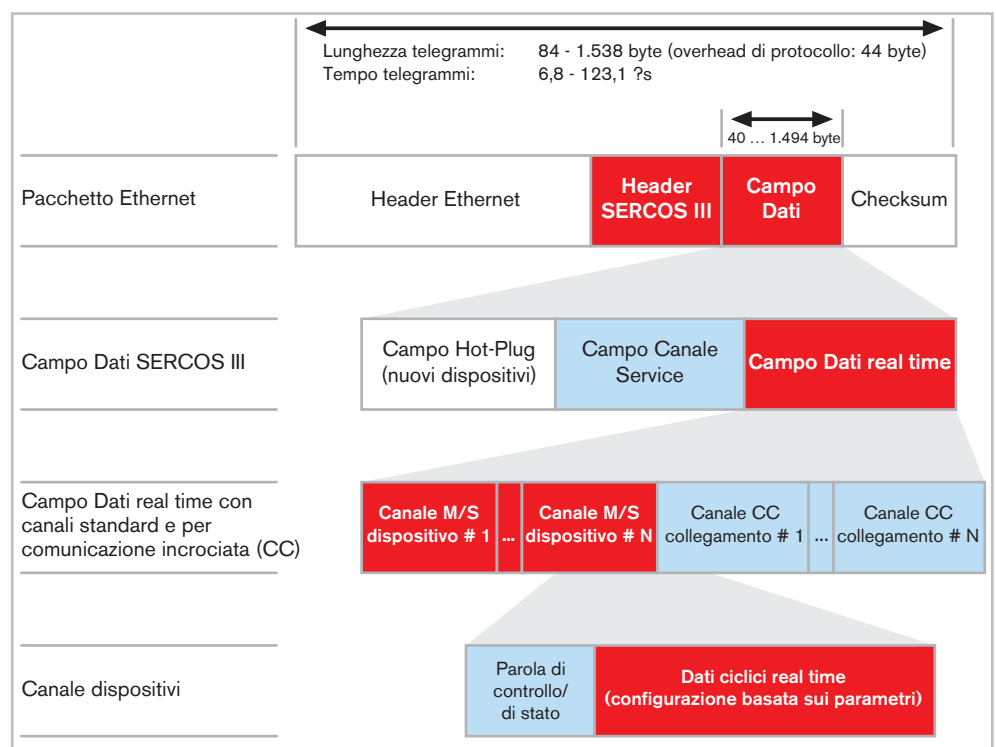 Lunghezza telegrammi: 84 - 1.538 byte (overhead di protocollo: 44 byte)
Tempo telegrammi: 6,8 - 123,1 ?s
40 … 1.494 byte
Pacchetto Ethernet
Header Ethernet
Header
SERCOS III
Campo
Dati
Checksum
Campo Dati SERCOS III
Campo Hot-Plug
(nuovi dispositivi)
Campo Canale
Service
Campo Dati real time
Campo Dati real time con
canali standard e per
comunicazione incrociata (CC)
Canale M/S
dispositivo # 1
...
Canale M/S
dispositivo # N
Canale CC
collegamento # 1
...
Canale CC
collegamento # N
Canale dispositivi
Parola di
controllo/
di stato
Dati ciclici real time
(configurazione basata sui parametri)